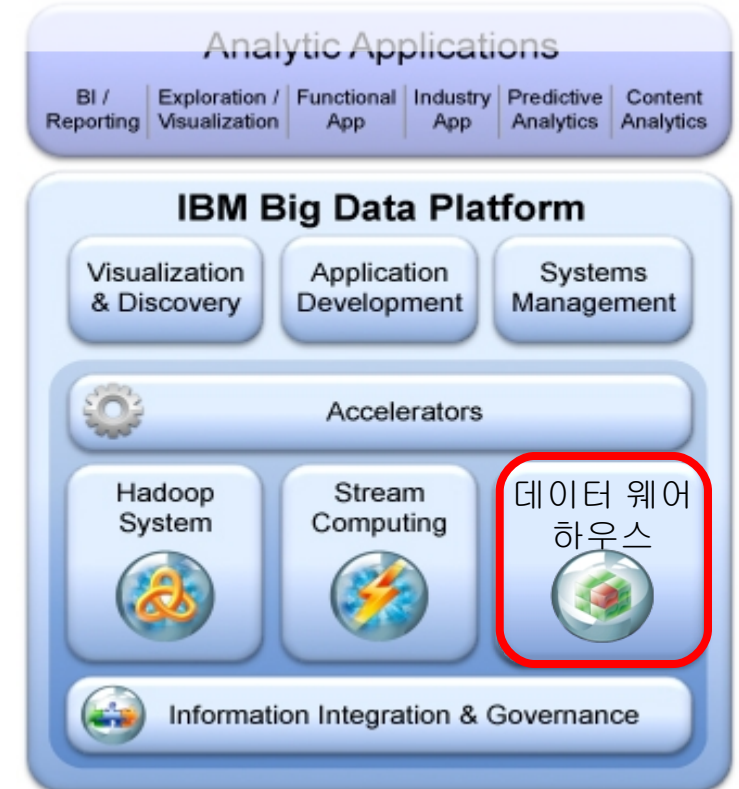 Analytic Applications
BI / Reporting
Exploration / Visualization
Functional App
Industry App
Predictive Analytics
Content Analytics
IBM Big Data Platform
Visualization
& Discovery
Application
Development
Systems
Management
Accelerators
Hadoop
System
Stream
Computing
데이터 웨어
하우스
Information Integration & Governance